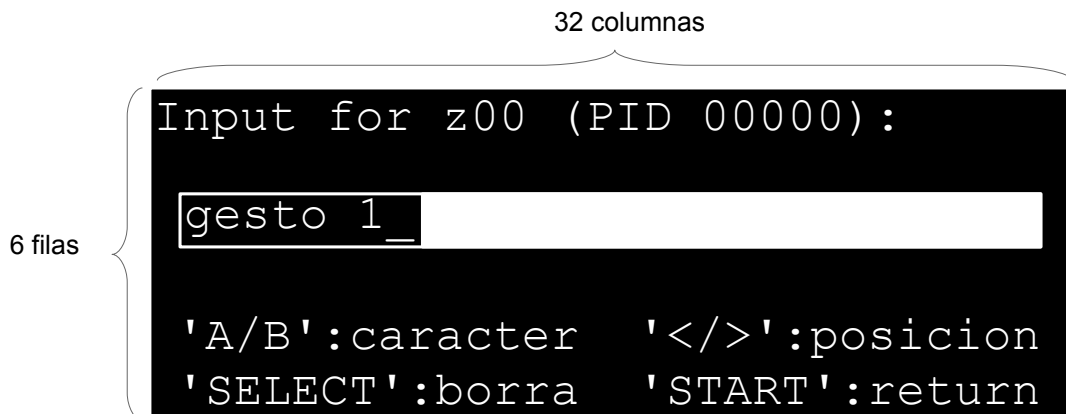 32 columnas
Input for z00 (PID 00000):
6 filas
gesto 1_
'A/B':caracter '</>':posicion
'SELECT':borra 'START':return